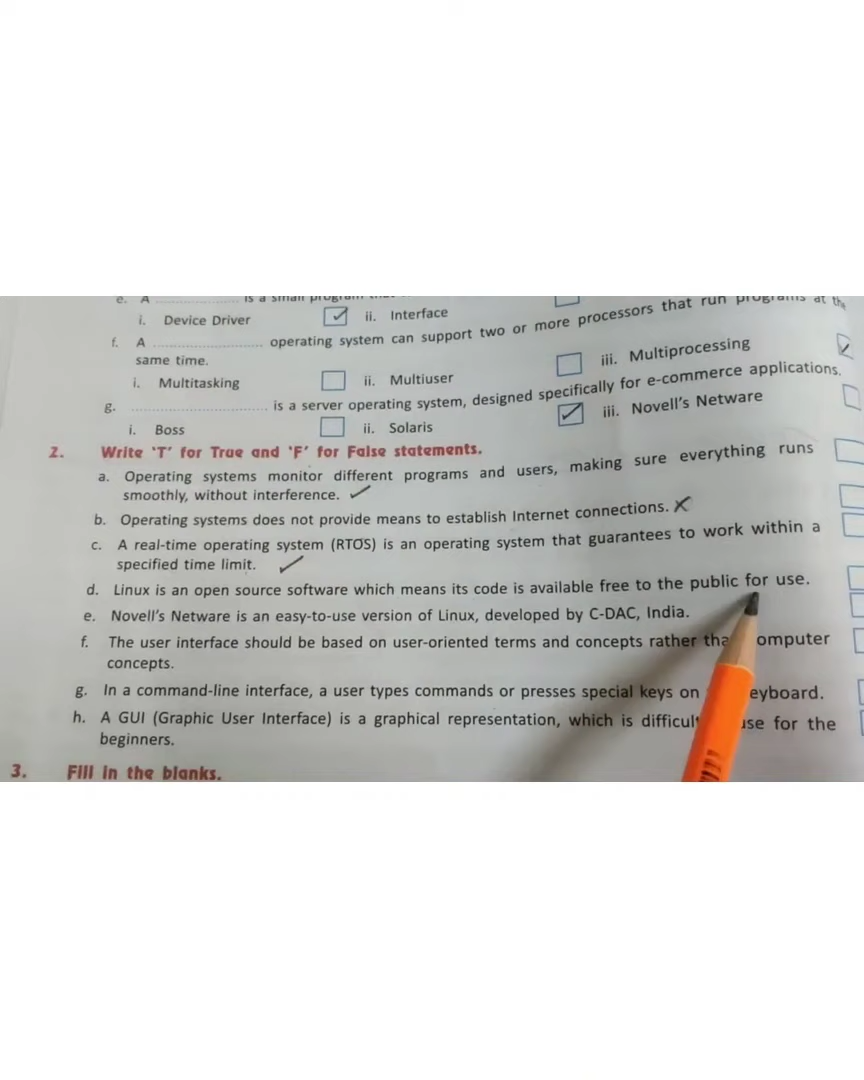 e. A .................... is a small program
i. Device Driver ii. Interface
f. A .......................... operating system can support two or more processors that run programs at the
same time.
i. Multitasking ii. Multiuser iii. Multiprocessing
g. ................................ is a server operating system, designed specifically for e-commerce applications.
i. Boss ii. Solaris iii. Novell's Netware
2. Write 'T' for True and 'F' for False statements.
a. Operating systems monitor different programs and users, making sure everything runs
smoothly, without interference.
b. Operating systems does not provide means to establish Internet connections.
c. A real-time operating system (RTOS) is an operating system that guarantees to work within a
specified time limit.
d. Linux is an open source software which means its code is available free to the public for use.
e. Novell's Netware is an easy-to-use version of Linux, developed by C-DAC, India.
f. The user interface should be based on user-oriented terms and concepts rather computer
concepts.
g. In a command-line interface, a user types commands or presses special keys on keyboard.
h. A GUI (Graphic User Interface) is a graphical representation, which is difficult use for the
beginners.
3. Fill in the blanks.